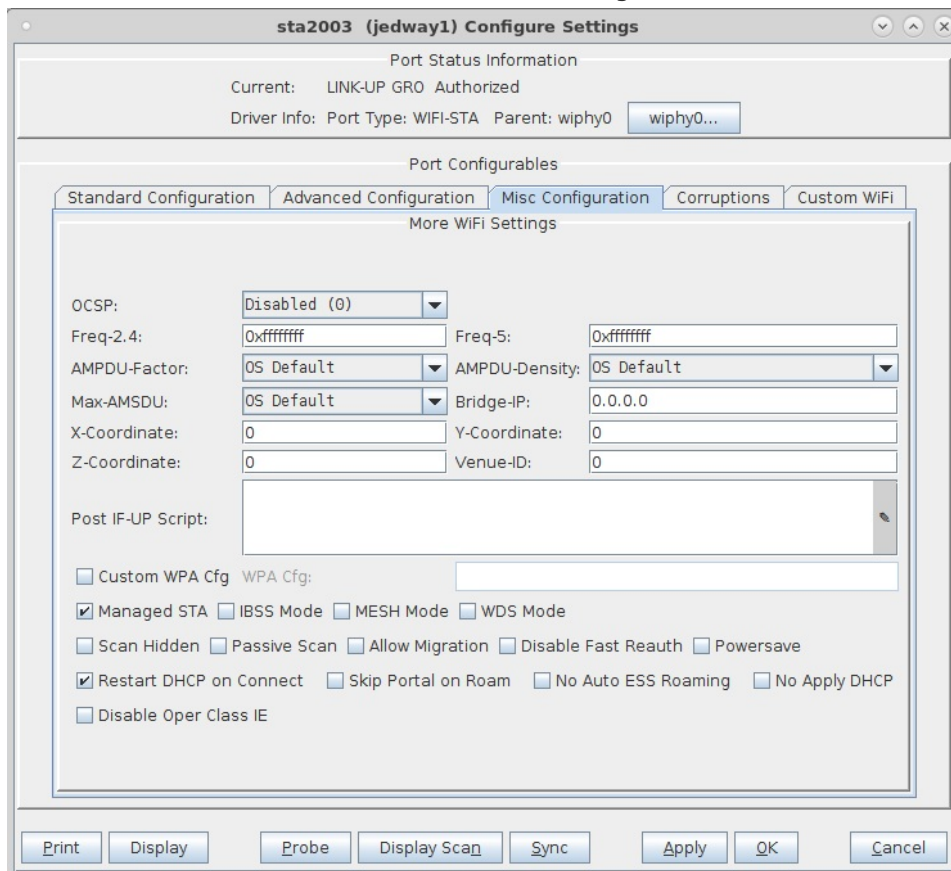 sta2003 (jedway1) Configure Settings
Port Status Information
Current: LINK-UP GRO Authorized
Driver Info: Port Type: WIFI-STA Parent: wiphy0 wiphy0...
Port Configurables
Standard Configuration Advanced Configuration Misc Configuration Corruptions Custom WiFi
More WiFi Settings
OCSP: Disabled (0)
Freq-2.4: 0xffffffff Freq-5: 0xffffffff
AMPDU-Factor: OS Default AMPDU-Density: OS Default
Max-AMSDU: OS Default Bridge-IP: 0.0.0.0
X-Coordinate: 0 Y-Coordinate: 0
Z-Coordinate: 0 Venue-ID: 0
Post IF-UP Script:
Custom WPA Cfg WPA Cfg:
Managed STA IBSS Mode MESH Mode WDS Mode
Scan Hidden Passive Scan Allow Migration Disable Fast Reauth Powersave
Restart DHCP on Connect Skip Portal on Roam No Auto ESS Roaming No Apply DHCP
Disable Oper Class IE
Print Display Probe Display Scan Sync Apply OK Cancel